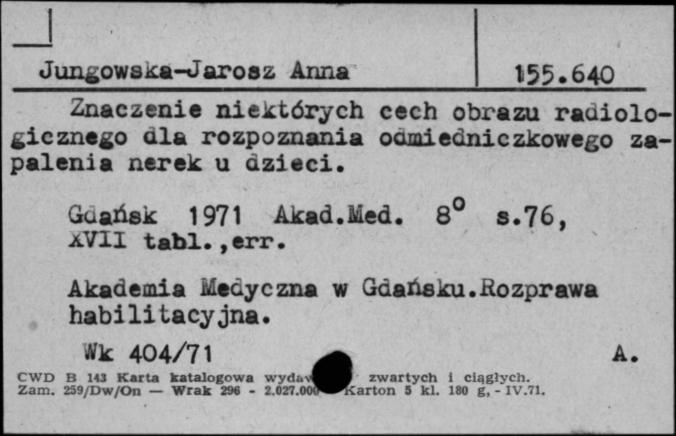 Jungowska-Jarosz Anna 155.640
Znaczenie niektórych cech obrazu radiolo-
gicznego dla rozpoznania odmiedniczkowego za-
palenia nerek u dzieci.
Gdańsk 1971 Akad.Med. 8° s.76,
XVII tabl.,err.
Akademia Medyczna w Gdańsku.Rozprawa
habilitacyjna.
Wk 404/71 A.
CWD B 143 Karta katalogowa zwartych i ciągłych.
Zam. 259/Dw/On — Wrak 296 - 2.027.000 Karton 5 kl. 180 g, - IV.71.